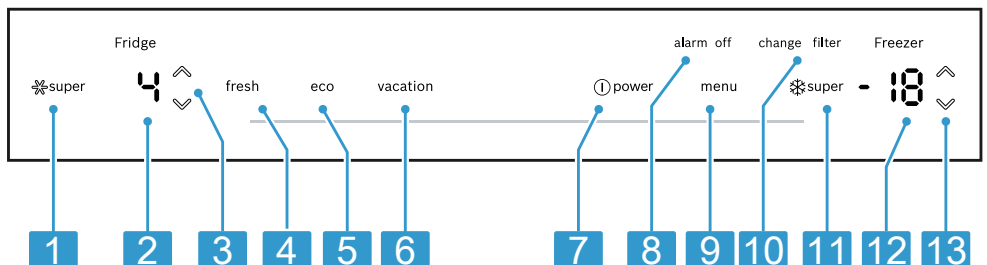 Fridge alarm off change filter Freezer
super 4 fresh eco vacation power menu super -18
1 2 3 4 5 6 7 8 9 10 11 12 13